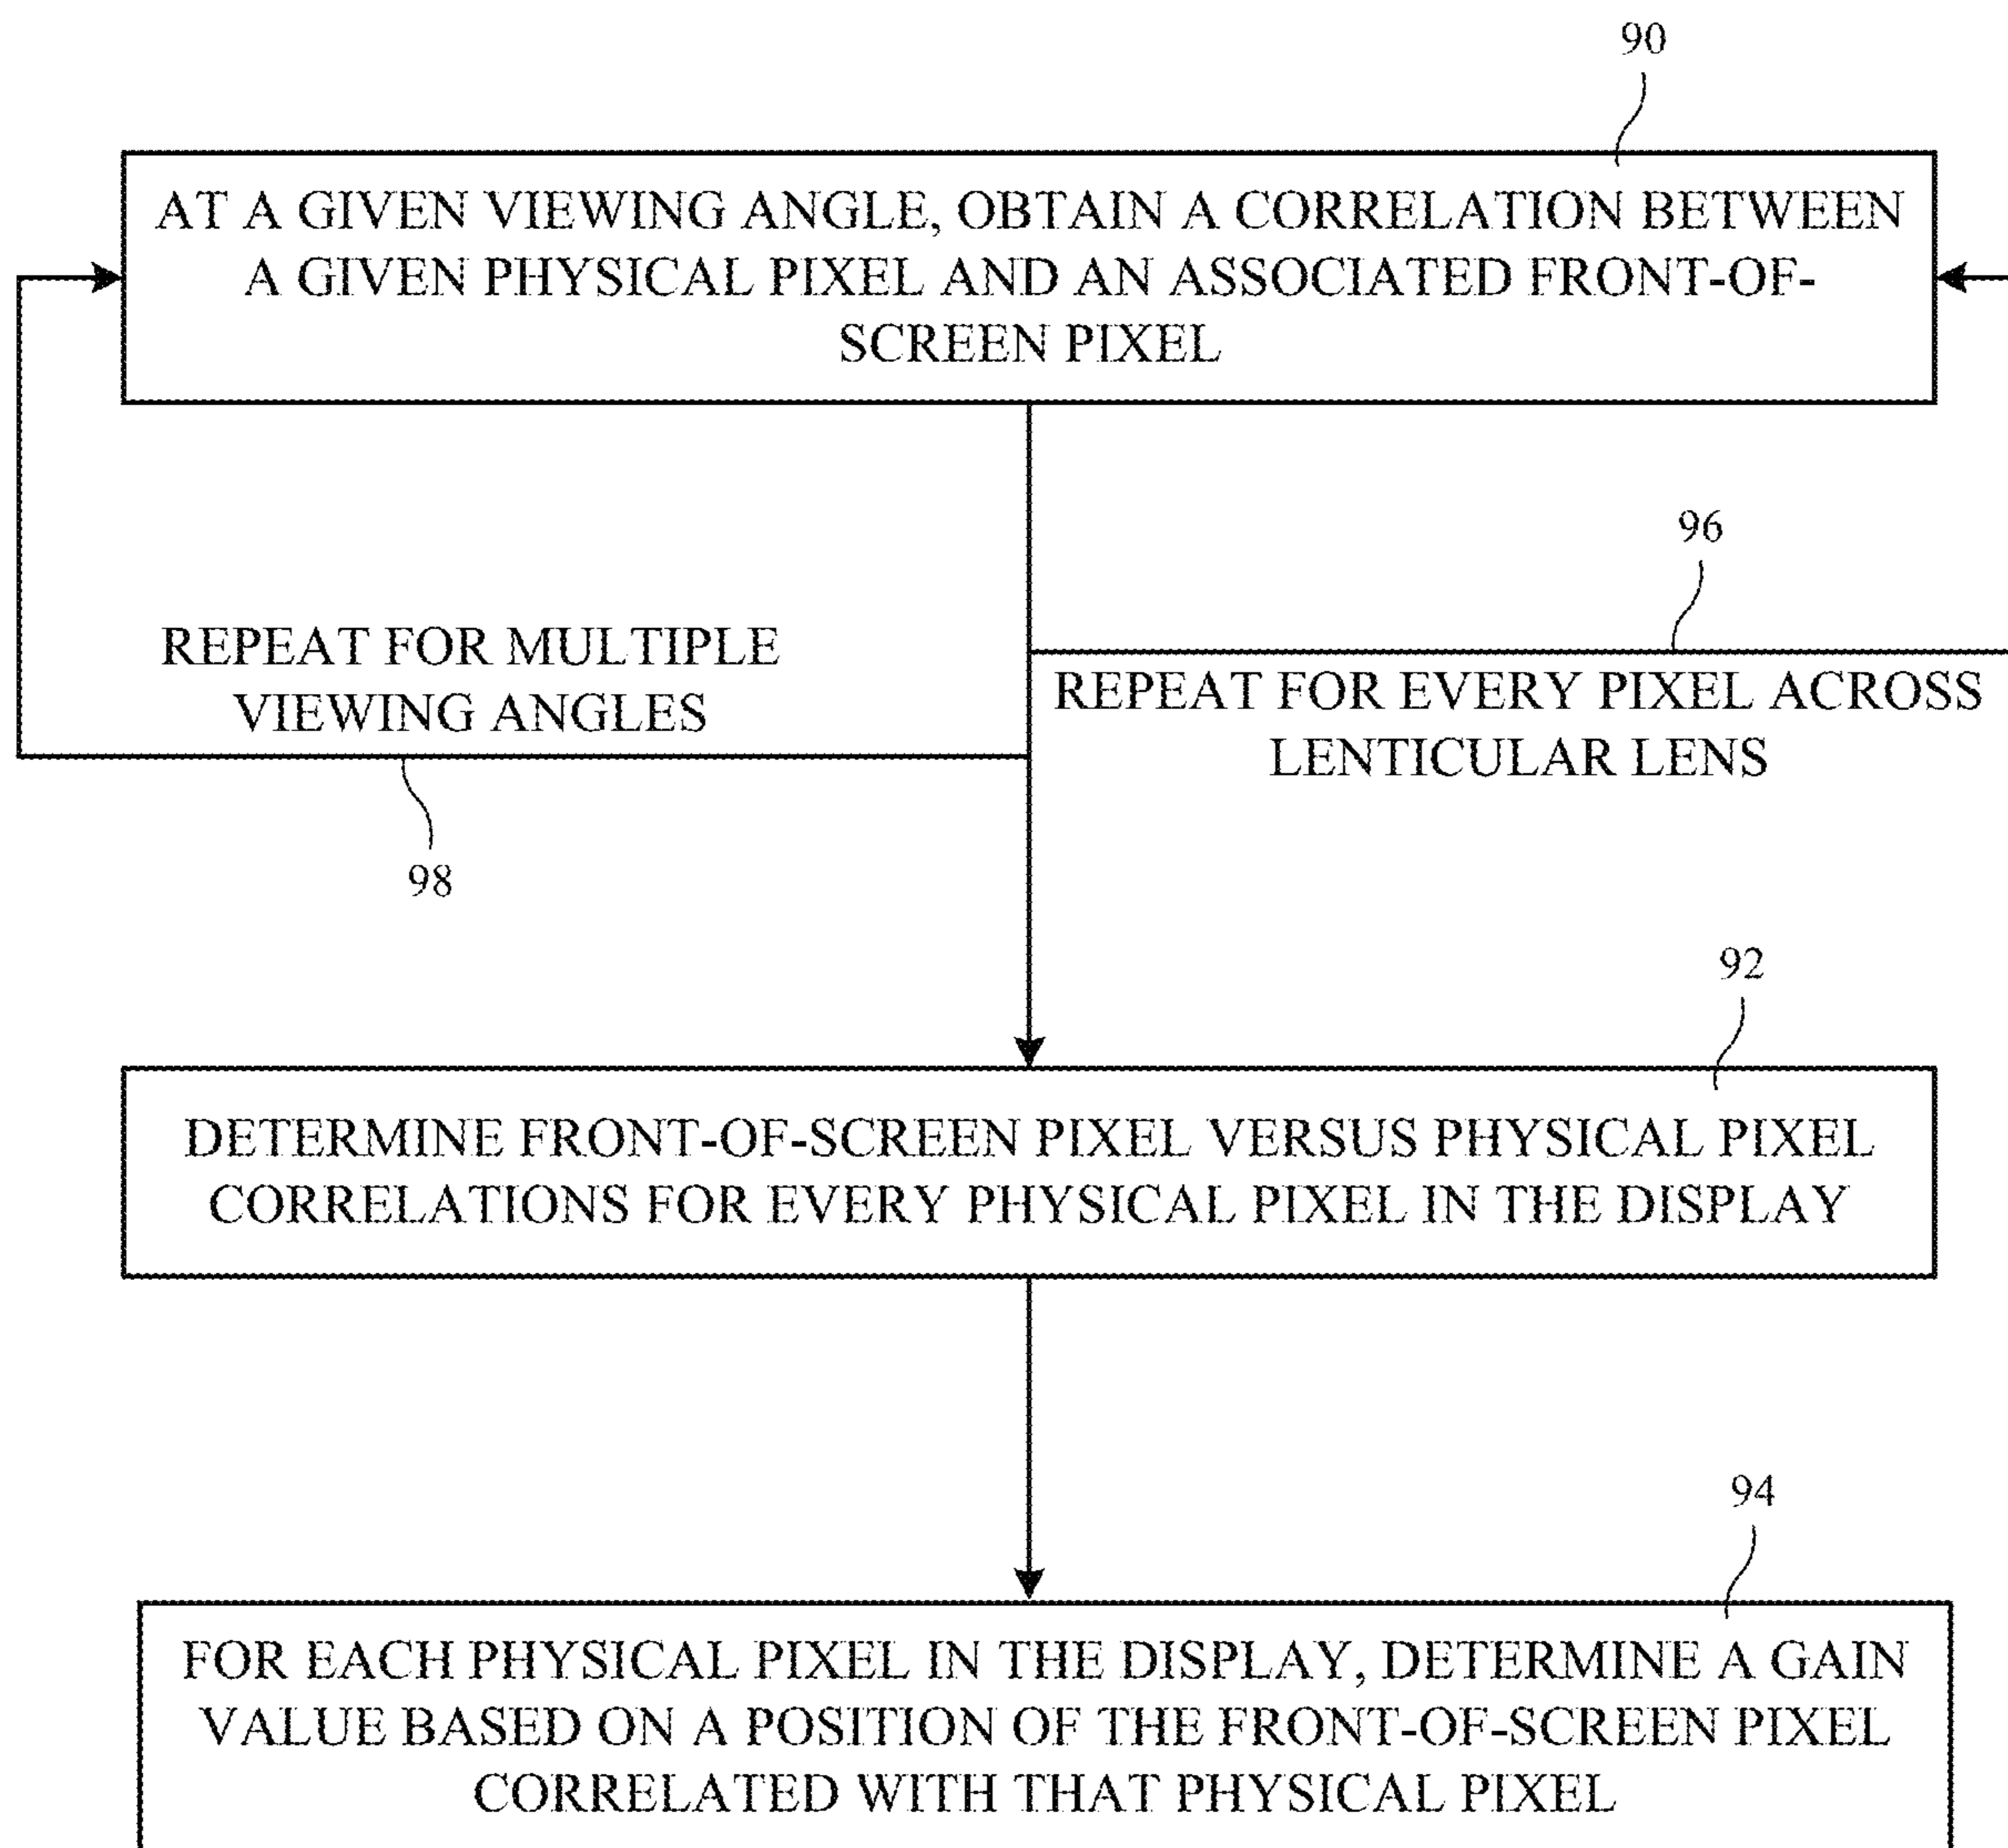 90
AT A GIVEN VIEWING ANGLE, OBTAIN A CORRELATION BETWEEN
A GIVEN PHYSICAL PIXEL AND AN ASSOCIATED FRONT-OF-
SCREEN PIXEL
96
REPEAT FOR MULTIPLE
VIEWING ANGLES
REPEAT FOR EVERY PIXEL ACROSS
LENTICULAR LENS
98
92
DETERMINE FRONT-OF-SCREEN PIXEL VERSUS PHYSICAL PIXEL
CORRELATIONS FOR EVERY PHYSICAL PIXEL IN THE DISPLAY
94
FOR EACH PHYSICAL PIXEL IN THE DISPLAY, DETERMINE A GAIN
VALUE BASED ON A POSITION OF THE FRONT-OF-SCREEN PIXEL
CORRELATED WITH THAT PHYSICAL PIXEL